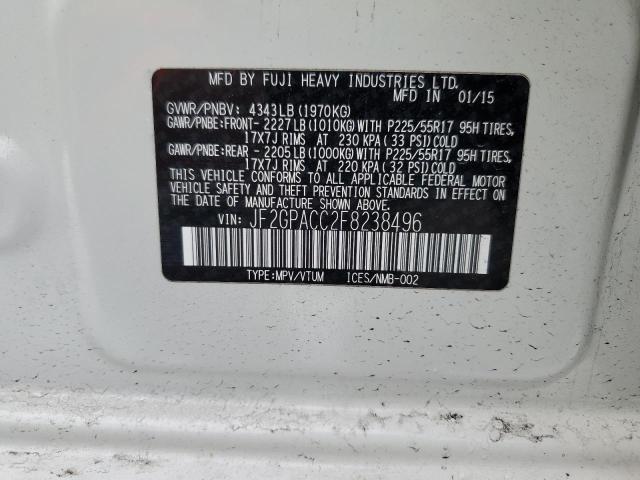 MFD BY FUJI HEAVY INDUSTRIES LTD.
MFD IN 01/15
GVWR/PNBV: 4343LB (1970KG)
GAWR/PNBE:FRONT-2227LB(1010KG)WITH P225/55R17 95H TIRES,
17X7J RIMS AT 230 KPA (33 PSI)COLD
GAWR/PNBE:REAR -2205LB(1000KG)WITH P225/55R17 95H TIRES,
17X7J RIMS AT 220 KPA (32 PSI)COLD
THIS VEHICLE CONFORMS TO ALL APPLICABLE FEDERAL MOTOR
VEHICLE SAFETY AND THEFT PREVENTION STANDARDS IN EFFECT
ON THE DATE OF MANUFACTURE SHOWN ABOVE.
VIN: JF2GPACC2F8238496
TYPE:MPV/VTUM ICES/NMB-002